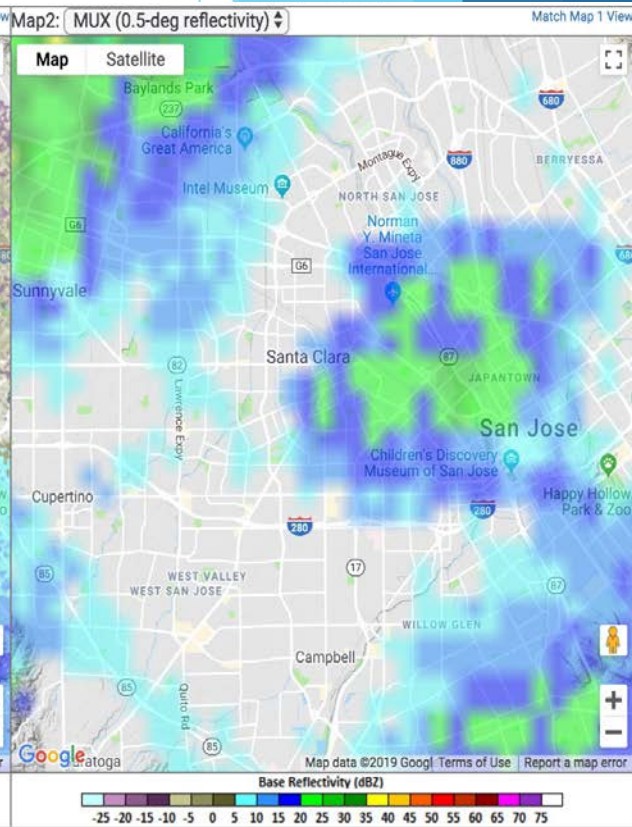 Map2: MUX (0.5-deg reflectivity)
Match Map 1 View
Map
Satellite
Baylands Park
237
680
California's
Great America
Montague Expy
880
BERRYESSA
Intel Museum
NORTH SAN JOSE
G6
Norman
Y. Mineta
San Jose
International...
G6
Sunnyvale
Santa Clara
87
82
JAPANTOWN
Lawrence Expy
San Jose
Children's Discovery
Museum of San Jose
Happy Hollow
Park & Zoo
Cupertino
280
280
17
85
WEST VALLEY
WEST SAN JOSE
87
WILLOW GLEN
Campbell
85
Quito Rd
85
Google
Map data ©2019 Googl
Terms of Use
Report a map error
Base Reflectivity (dBZ)
-25 -20 -15 -10 -5 0 5 10 15 20 25 30 35 40 45 50 55 60 65 70 75